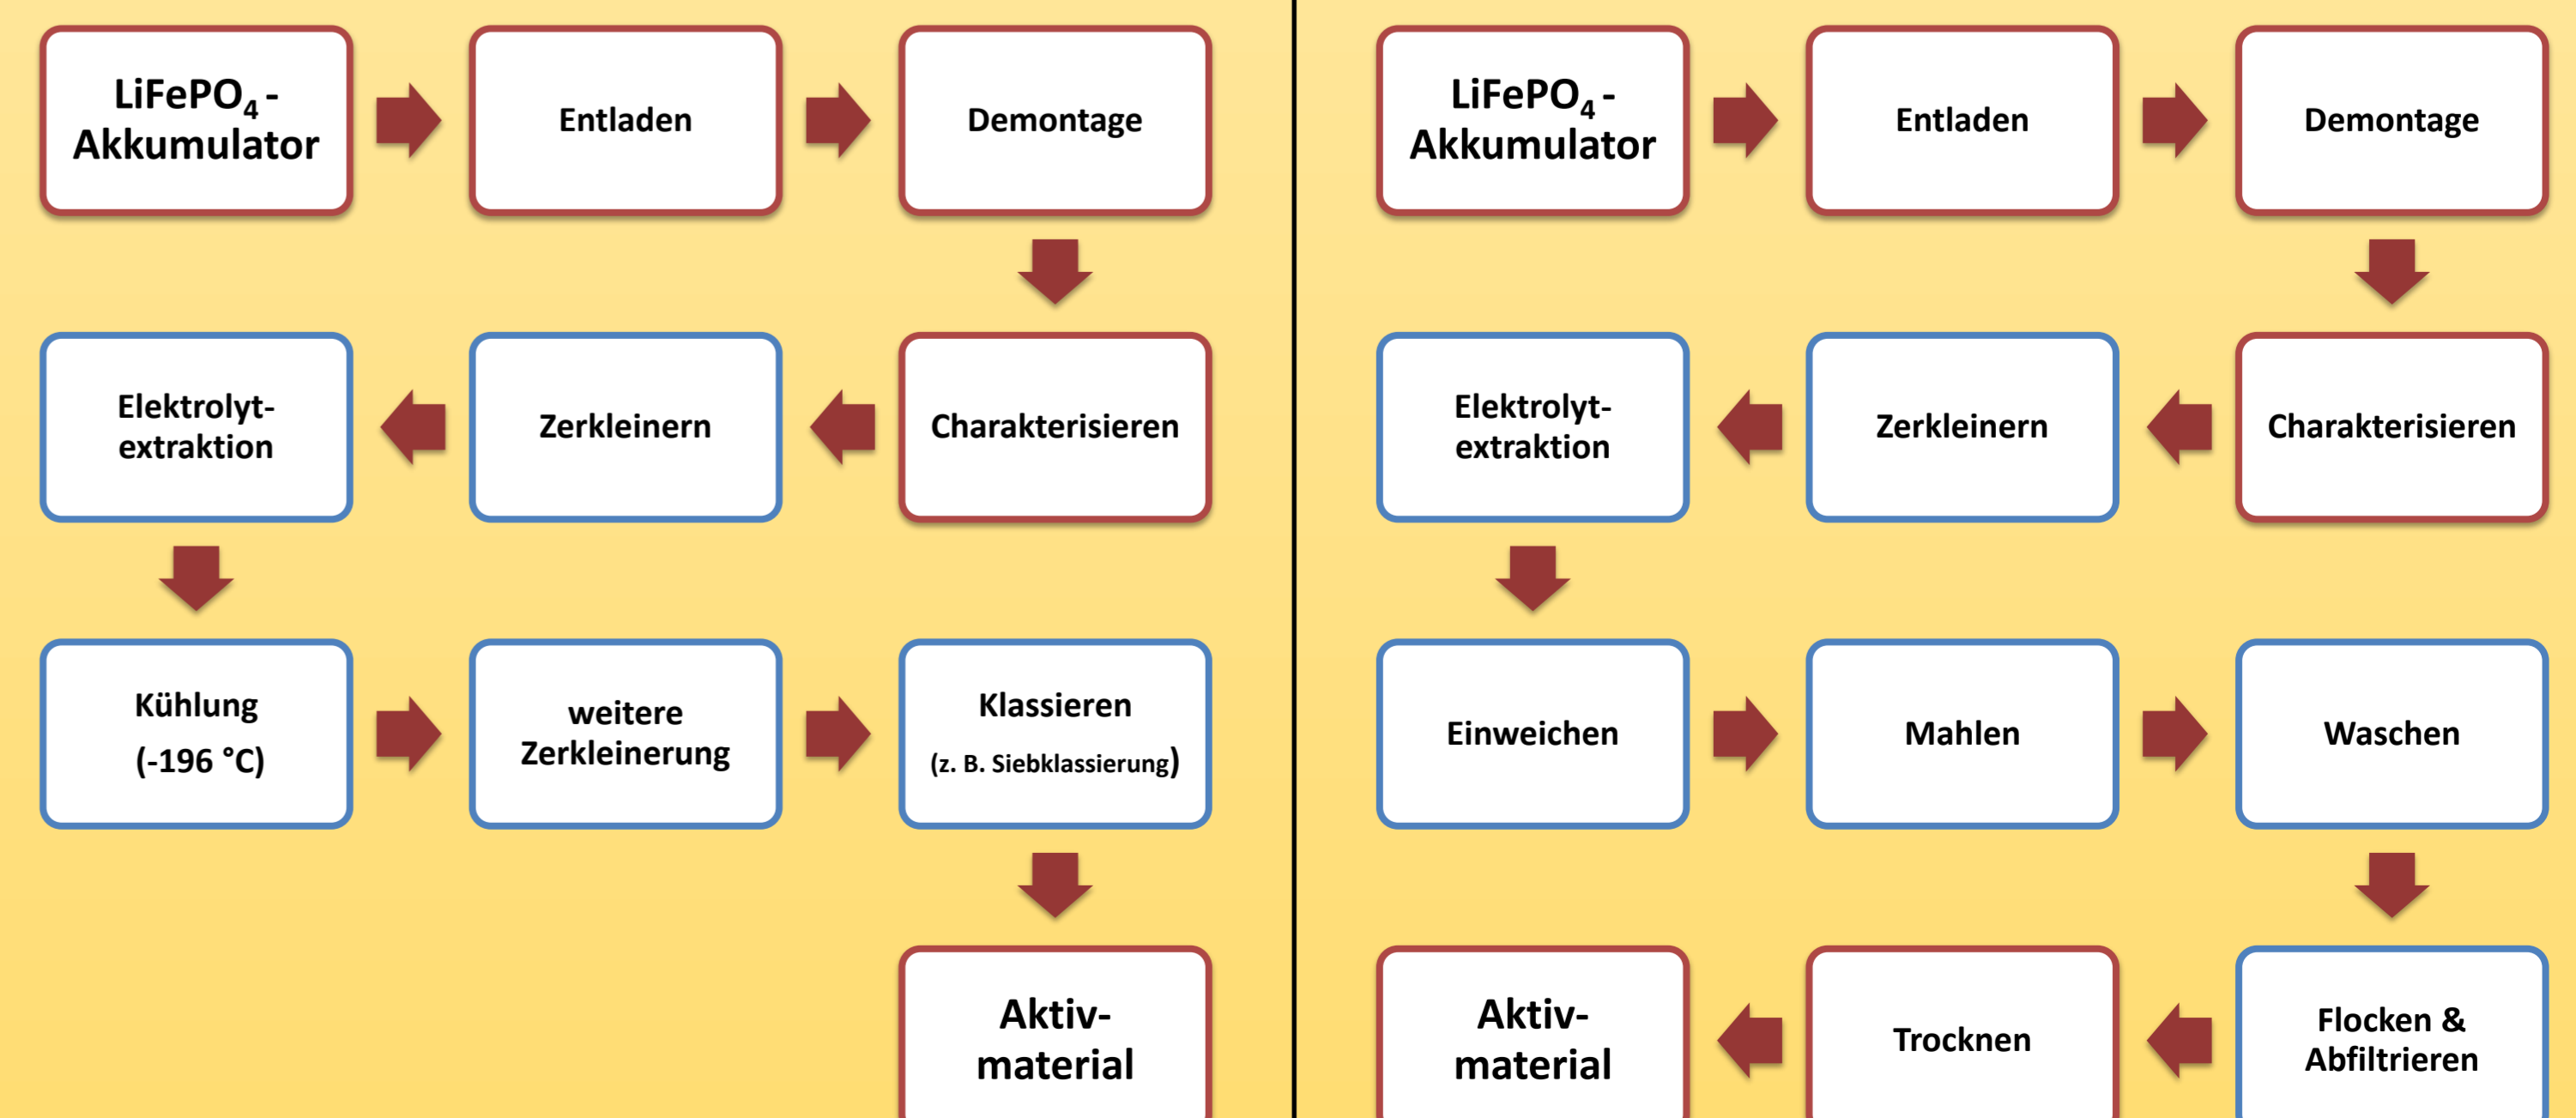 LiFePO₄ -
Akkumulator
Entladen
Demontage
Elektrolyt-
extraktion
Zerkleinern
Charakterisieren
Kühlung
(-196 °C)
weitere
Zerkleinerung
Klassieren
(z. B. Siebklassierung)
Aktiv-
material
LiFePO₄ -
Akkumulator
Entladen
Demontage
Elektrolyt-
extraktion
Zerkleinern
Charakterisieren
Einweichen
Mahlen
Waschen
Aktiv-
material
Trocknen
Flocken &
Abfiltrieren